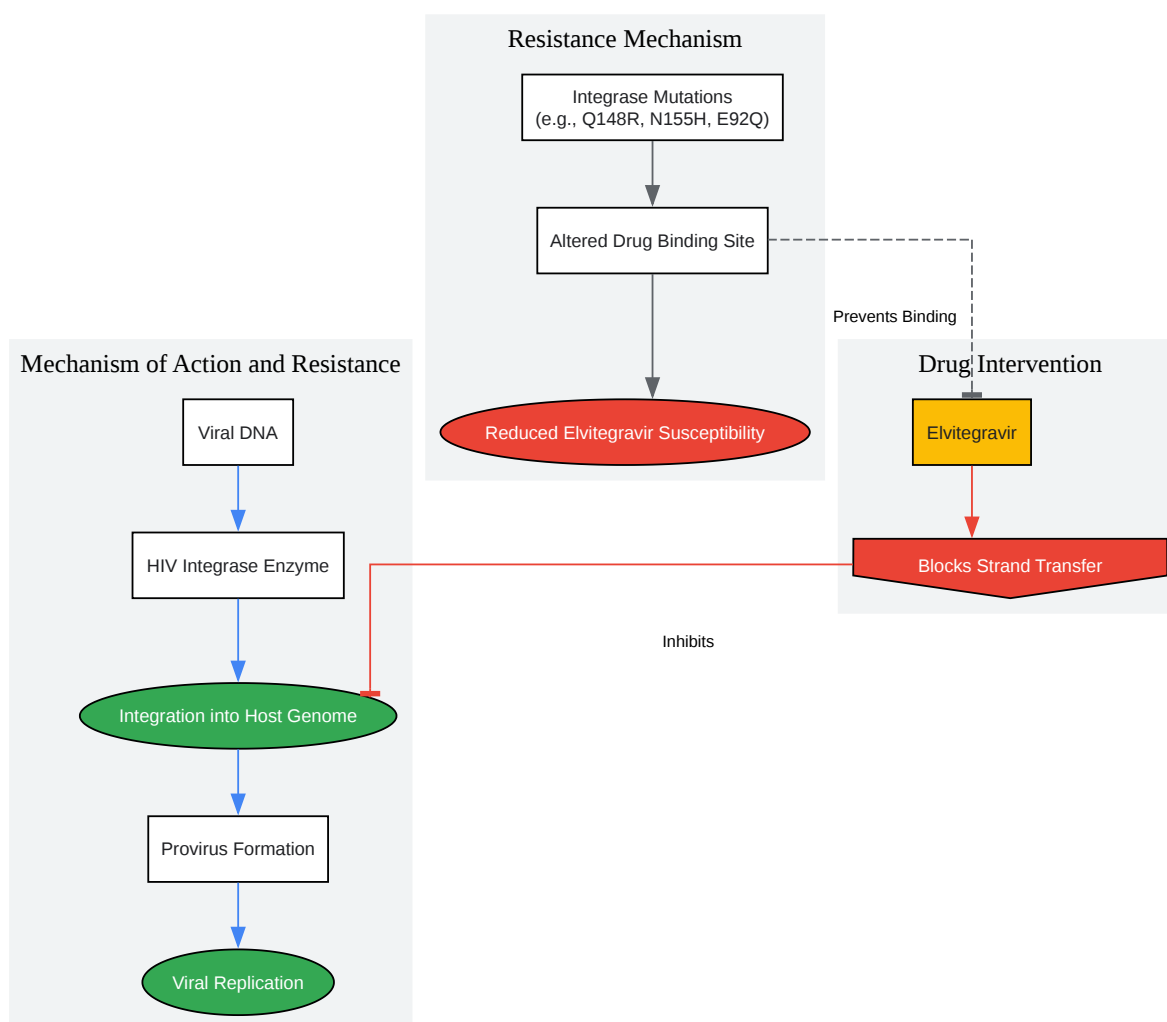 Resistance Mechanism
Integrase Mutations
(e.g., Q148R, N155H, E92Q)
Altered Drug Binding Site
Prevents Binding
Reduced Elvitegravir Susceptibility
Mechanism of Action and Resistance
Viral DNA
HIV Integrase Enzyme
Integration into Host Genome
Provirus Formation
Viral Replication
Drug Intervention
Elvitegravir
Blocks Strand Transfer
Inhibits